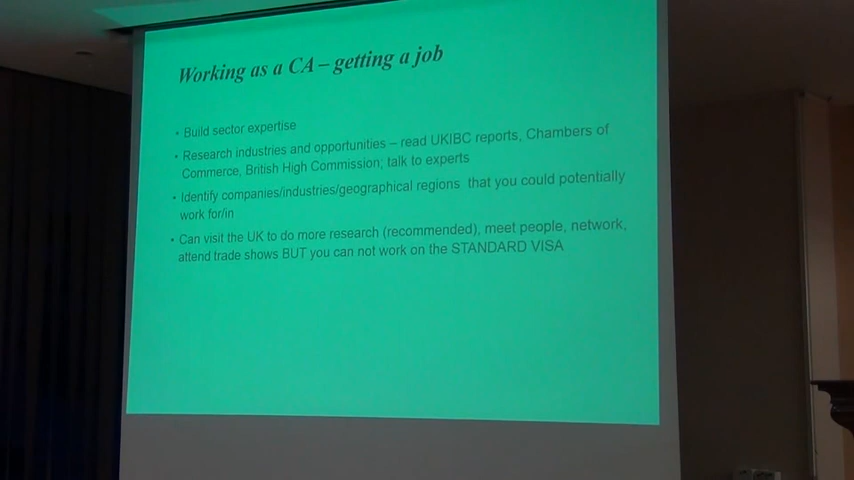 Working as a CA – getting a job
• Build sector expertise
• Research industries and opportunities – read UKIBC reports, Chambers of
Commerce, British High Commission; talk to experts
• Identify companies/industries/geographical regions that you could potentially
work for/in
• Can visit the UK to do more research (recommended), meet people, network,
attend trade shows BUT you can not work on the STANDARD VISA